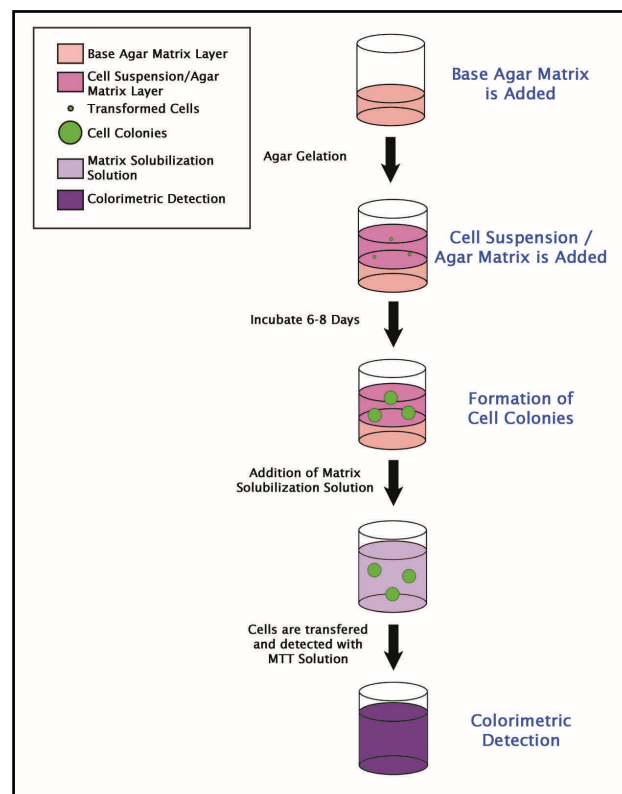 Base Agar Matrix Layer
Cell Suspension/Agar
Matrix Layer
Transformed Cells
Cell Colonies
Matrix Solubilization
Solution
Colorimetric Detection
Base Agar Matrix
is Added
Agar Gelation
Cell Suspension /
Agar Matrix is Added
Incubate 6-8 Days
Formation of
Cell Colonies
Addition of Matrix
Solubilization Solution
Cells are transfered
and detected with
MTT Solution
Colorimetric
Detection